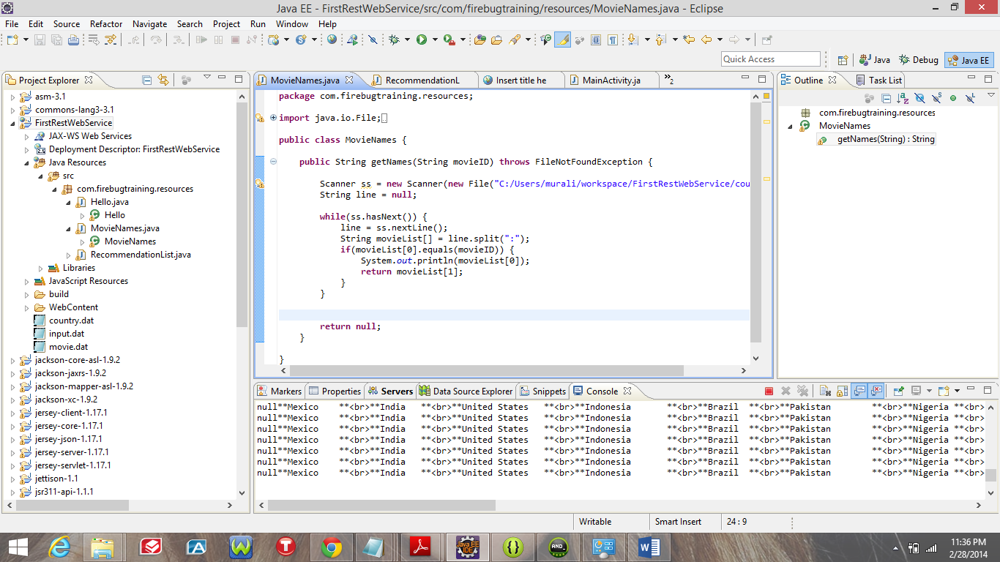 Java EE - FirstRestWebService/src/com/firebugtraining/resources/MovieNames.java - Eclipse
File Edit Source Refactor Navigate Search Project Run Window Help
Quick Access
Java Debug Java EE
Project Explorer
asm-3.1
commons-lang3-3.1
FirstRestWebService
JAX-WS Web Services
Deployment Descriptor: FirstRestWebService
Java Resources
src
com.firebugtraining.resources
Hello.java
Hello
MovieNames.java
MovieNames
RecommendationList.java
Libraries
JavaScript Resources
build
WebContent
country.dat
input.dat
movie.dat
jackson-core-asl-1.9.2
jackson-jaxrs-1.9.2
jackson-mapper-asl-1.9.2
jackson-xc-1.9.2
jersey-client-1.17.1
jersey-core-1.17.1
jersey-json-1.17.1
jersey-server-1.17.1
jersey-servlet-1.17.1
jettison-1.1
jsr311-api-1.1.1
MovieNames.java RecommendationL Insert title he MainActivity.ja »2
package com.firebugtraining.resources;
import java.io.File;
public class MovieNames {
public String getNames(String movieID) throws FileNotFoundException {
Scanner ss = new Scanner(new File("C:/Users/murali/workspace/FirstRestWebService/cou
String line = null;
while(ss.hasNext()) {
line = ss.nextLine();
String movieList[] = line.split(":");
if(movieList[0].equals(movieID)) {
System.out.println(movieList[0]);
return movieList[1];
}
}
return null;
}
}
Outline Task List
com.firebugtraining.resources
MovieNames
getNames(String) : String
Markers Properties Servers Data Source Explorer Snippets Console
null**Mexico **<br>**India **<br>**United States **<br>**Indonesia **<br>**Brazil **<br>**Pakistan **<br>**Nigeria **<br>
null**Mexico **<br>**India **<br>**United States **<br>**Indonesia **<br>**Brazil **<br>**Pakistan **<br>**Nigeria **<br>
null**Mexico **<br>**India **<br>**United States **<br>**Indonesia **<br>**Brazil **<br>**Pakistan **<br>**Nigeria **<br>
null**Mexico **<br>**India **<br>**United States **<br>**Indonesia **<br>**Brazil **<br>**Pakistan **<br>**Nigeria **<br>
null**Mexico **<br>**India **<br>**United States **<br>**Indonesia **<br>**Brazil **<br>**Pakistan **<br>**Nigeria **<br>
null**Mexico **<br>**India **<br>**United States **<br>**Indonesia **<br>**Brazil **<br>**Pakistan **<br>**Nigeria **<br>
null**Mexico **<br>**India **<br>**United States **<br>**Indonesia **<br>**Brazil **<br>**Pakistan **<br>**Nigeria **<br>
Writable Smart Insert 24 : 9
Java EE
IDE
AND_
11:36 PM
2/28/2014